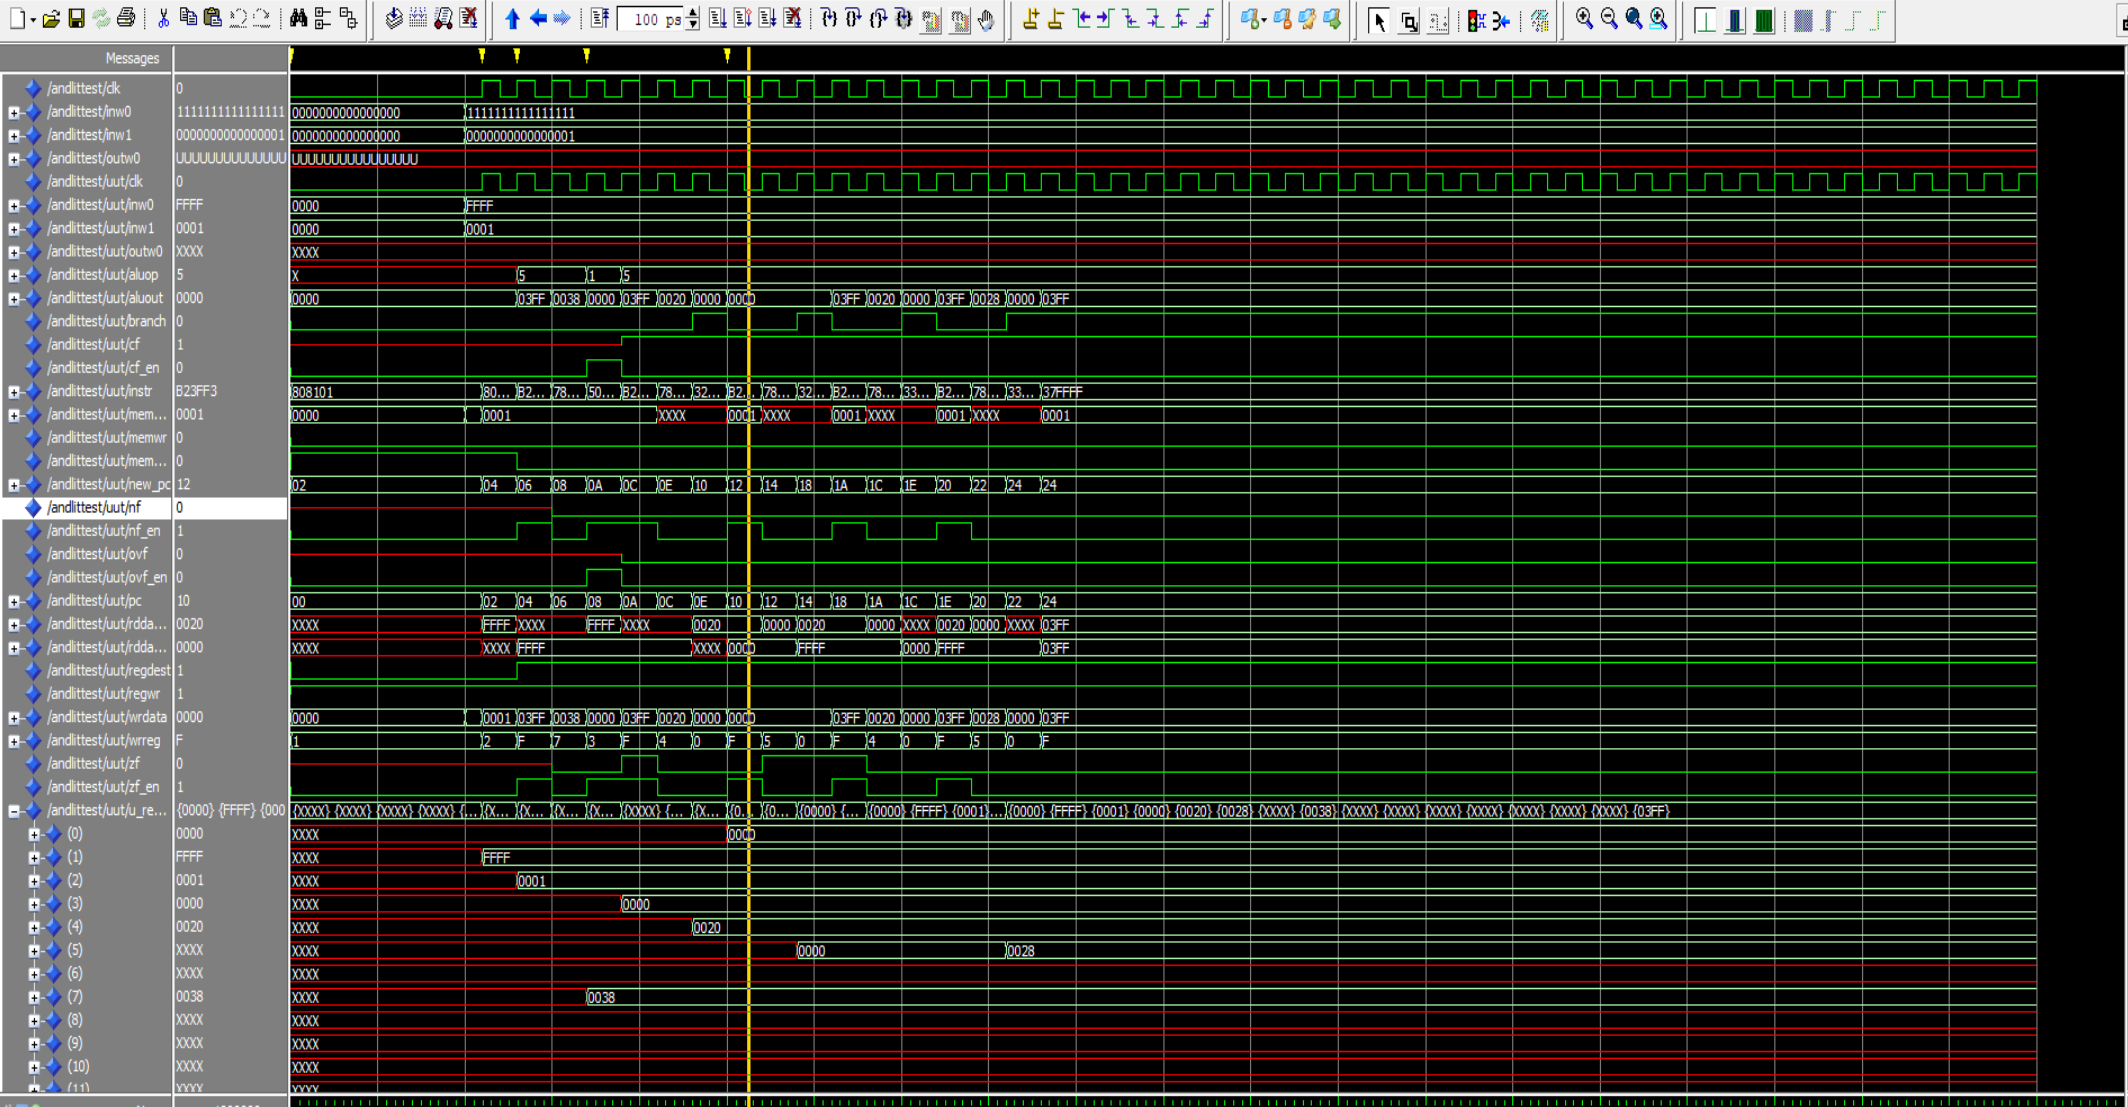 100 ps
Messages
/andlittest/clk 0
/andlittest/inw0 1111111111111111 0000000000000000 1111111111111111
/andlittest/inw1 0000000000000001 0000000000000000 0000000000000001
/andlittest/outw0 UUUUUUUUUUUUUU UUUUUUUUUUUUUUUU
/andlittest/uut/clk 0
/andlittest/uut/inw0 FFFF 0000 FFFF
/andlittest/uut/inw1 0001 0000 0001
/andlittest/uut/outw0 XXXX XXXX
/andlittest/uut/aluop 5 X 5 1 5
/andlittest/uut/aluout 0000 0000 03FF 0038 0000 03FF 0020 0000 0000 03FF 0020 0000 03FF 0028 0000 03FF
/andlittest/uut/branch 0
/andlittest/uut/cf 1
/andlittest/uut/cf_en 0
/andlittest/uut/instr B23FF3 808101 80... B2... 78... 50... B2... 78... 32... B2... 78... 32... B2... 78... 33... B2... 78... 33... 37FFFF
/andlittest/uut/mem... 0001 0000 0001 XXXX 0001 XXXX 0001 XXXX 0001 XXXX 0001
/andlittest/uut/memwr 0
/andlittest/uut/mem... 0
/andlittest/uut/new_pc 12 02 04 06 08 0A 0C 0E 10 12 14 18 1A 1C 1E 20 22 24 24
/andlittest/uut/nf 0
/andlittest/uut/nf_en 1
/andlittest/uut/ovf 0
/andlittest/uut/ovf_en 0
/andlittest/uut/pc 10 00 02 04 06 08 0A 0C 0E 10 12 14 18 1A 1C 1E 20 22 24
/andlittest/uut/rdda... 0020 XXXX FFFF XXXX FFFF XXXX 0020 0000 0020 0000 XXXX 0020 0000 XXXX 03FF
/andlittest/uut/rdda... 0000 XXXX XXXX FFFF XXXX 0000 FFFF 0000 FFFF 03FF
/andlittest/uut/regdest 1
/andlittest/uut/regwr 1
/andlittest/uut/wrdata 0000 0000 0001 03FF 0038 0000 03FF 0020 0000 0000 03FF 0020 0000 03FF 0028 0000 03FF
/andlittest/uut/wrreg F 1 2 F 7 3 F 4 0 F 5 0 F 4 0 F 5 0 F
/andlittest/uut/zf 0
/andlittest/uut/zf_en 1
/andlittest/uut/u_re... {0000} {FFFF} {000 {XXXX} {XXXX} {XXXX} {XXXX} {... {X... {X... {X... {X... {XXXX} {... {X... {0... {0... {0000} {... {0000} {FFFF} {0001}... {0000} {FFFF} {0001} {0000} {0020} {0028} {XXXX} {0038} {XXXX} {XXXX} {XXXX} {XXXX} {XXXX} {XXXX} {XXXX} {03FF}
(0) 0000 XXXX 0000
(1) FFFF XXXX FFFF
(2) 0001 XXXX 0001
(3) 0000 XXXX 0000
(4) 0020 XXXX 0020
(5) XXXX XXXX 0000 0028
(6) XXXX XXXX
(7) 0038 XXXX 0038
(8) XXXX XXXX
(9) XXXX XXXX
(10) XXXX XXXX
(11) XXXX XXXX